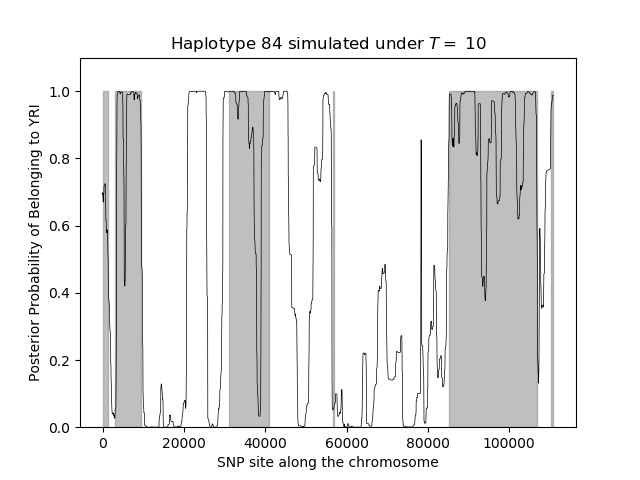 Haplotype 84 simulated under T = 10
Posterior Probability of Belonging to YRI
1.0
0.8
0.6
0.4
0.2
0.0
0 20000 40000 60000 80000 100000
SNP site along the chromosome